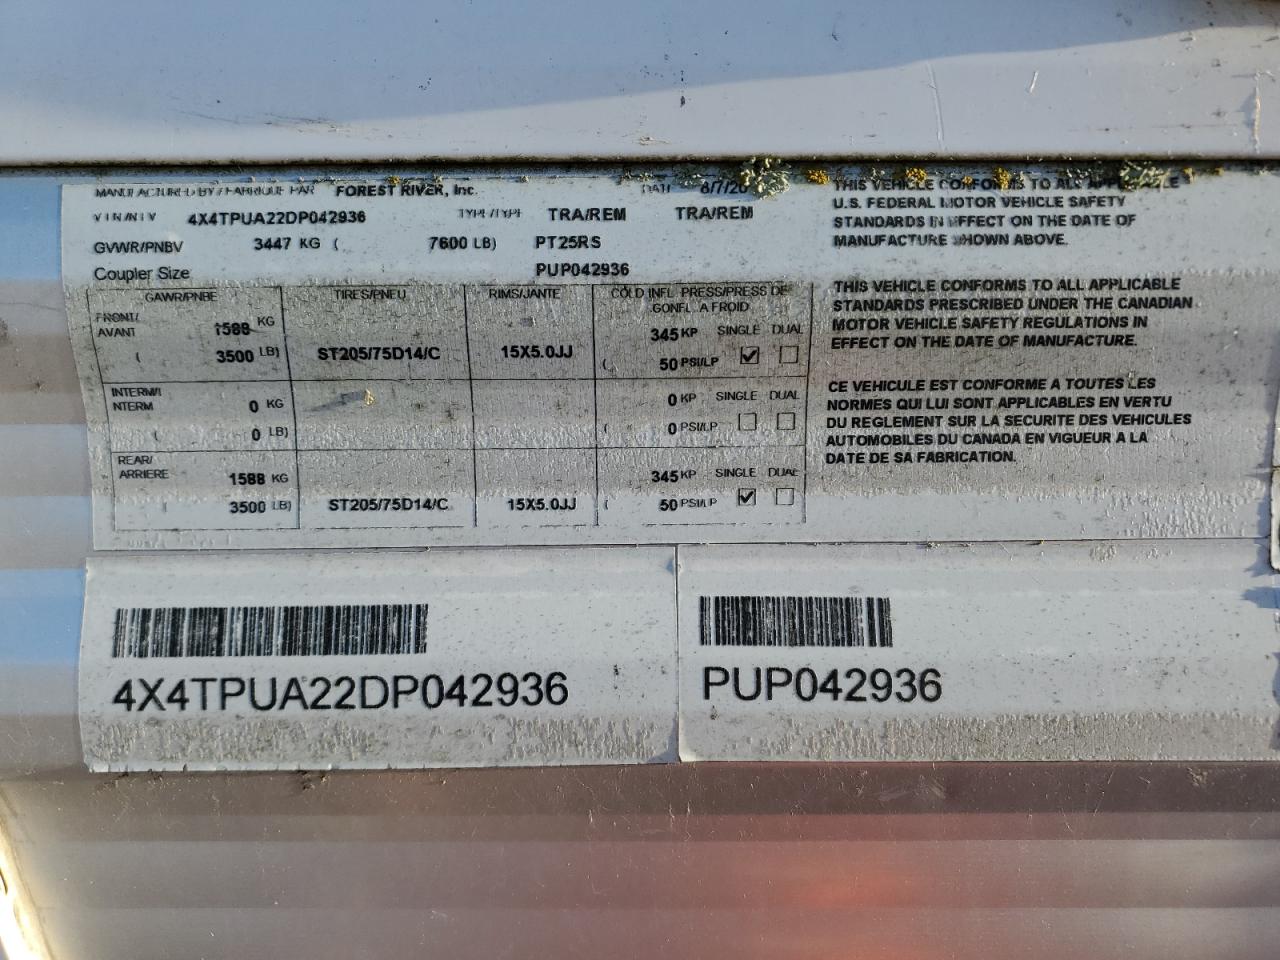 MANUFACTURED BY / FABRIQUE PAR FOREST RIVER, Inc. DATE 8/7/20
V I N / N I V 4X4TPUA22DP042936 TYPE/TYPE TRA/REM TRA/REM
GVWR/PNBV 3447 KG ( 7600 LB) PT25RS
Coupler Size PUP042936
GAWR/PNBE TIRES/PNEU RIMS/JANTE COLD INFL. PRESS/PRESS DE
GONFL. A FROID
FRONT/
AVANT 1588 KG 345 KP SINGLE DUAL
( 3500 LB) ST205/75D14/C 15X5.0JJ ( 50 PSI/LP
INTERM/I
NTERM 0 KG 0 KP SINGLE DUAL
( 0 LB) ( 0 PSI/LP
REAR/
ARRIERE 1588 KG 345 KP SINGLE DUAL
( 3500 LB) ST205/75D14/C 15X5.0JJ ( 50 PSI/LP
THIS VEHICLE CONFORMS TO ALL APPLICABLE
U.S. FEDERAL MOTOR VEHICLE SAFETY
STANDARDS IN EFFECT ON THE DATE OF
MANUFACTURE SHOWN ABOVE.
THIS VEHICLE CONFORMS TO ALL APPLICABLE
STANDARDS PRESCRIBED UNDER THE CANADIAN
MOTOR VEHICLE SAFETY REGULATIONS IN
EFFECT ON THE DATE OF MANUFACTURE.
CE VEHICULE EST CONFORME A TOUTES LES
NORMES QUI LUI SONT APPLICABLES EN VERTU
DU REGLEMENT SUR LA SECURITE DES VEHICULES
AUTOMOBILES DU CANADA EN VIGUEUR A LA
DATE DE SA FABRICATION.
4X4TPUA22DP042936
PUP042936